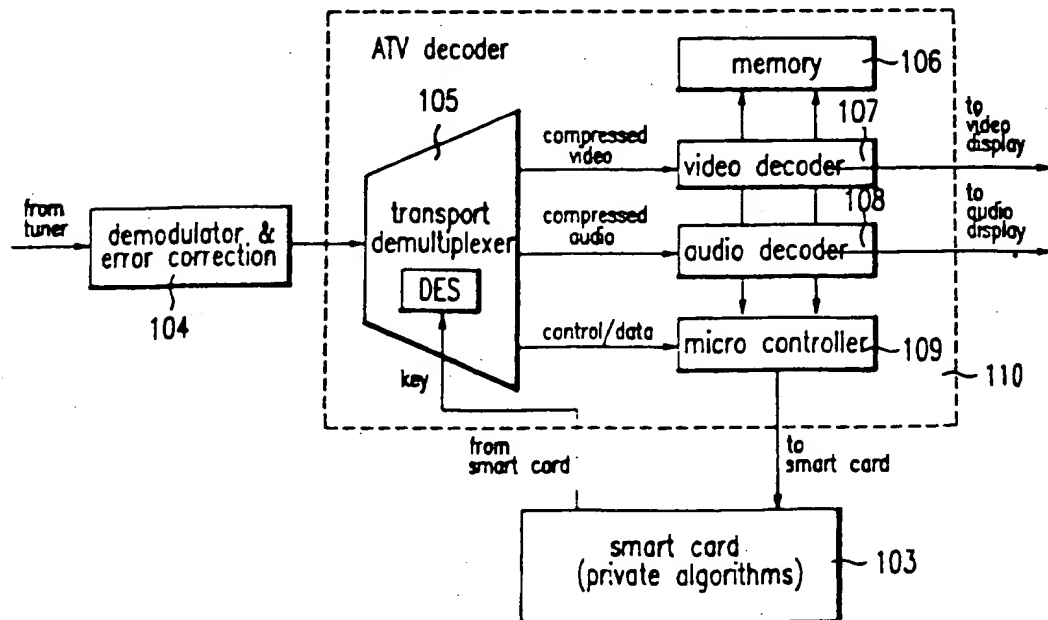 ATV decoder
memory
106
105
107
to
video
display
compressed
video
video decoder
from
tuner
demodulator &
error correction
104
transport
demultiplexer
DES
compressed
audio
108
audio decoder
to
audio
display
control/data
micro controller
109
110
key
from
smart card
to
smart card
smart card
(private algorithms)
103